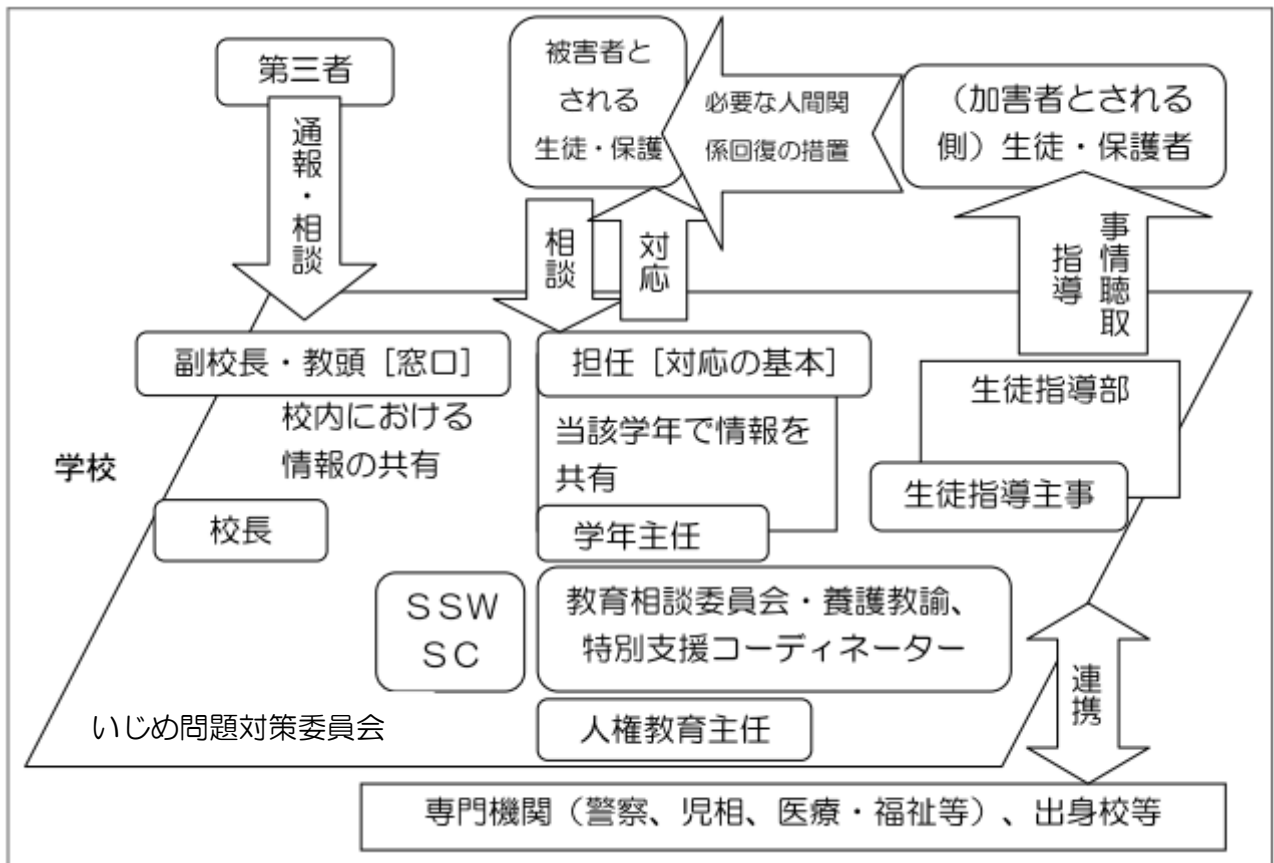 第三者
通報・相談
被害者と
される
生徒・保護
必要な人間関
係回復の措置
（加害者とされる
側）生徒・保護者
相談
対応
事情聴取
指導
副校長・教頭［窓口］
校内における
情報の共有
担任［対応の基本］
当該学年で情報を
共有
生徒指導部
生徒指導主事
学校
校長
学年主任
ＳＳＷ
ＳＣ
教育相談委員会・養護教諭、
特別支援コーディネーター
いじめ問題対策委員会
人権教育主任
連携
専門機関（警察、児相、医療・福祉等）、出身校等